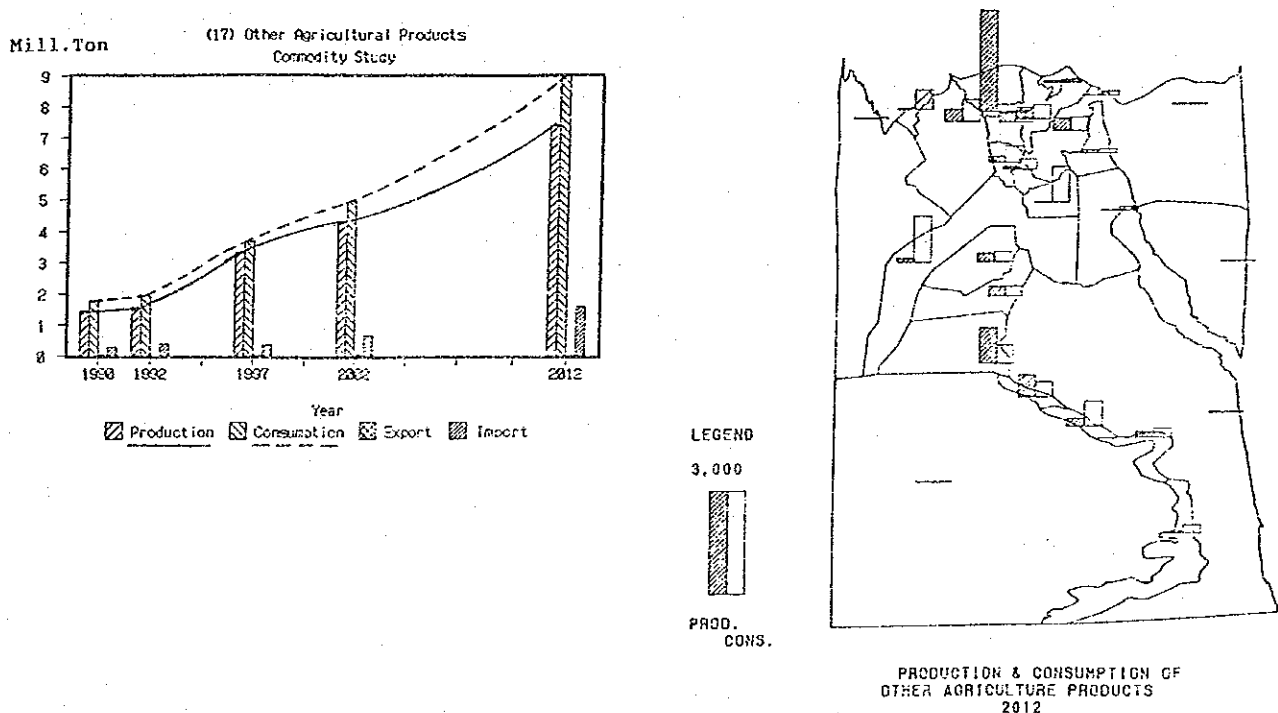 Mill.Ton
(17) Other Agricultural Products
Commodity Study
9
8
7
6
5
4
3
2
1
0
1990 1992 1997 2002 2012
Year
Production Consumation Export Import
LEGEND
3,000
PROD.
CONS.
PRODUCTION & CONSUMPTION OF
OTHER AGRICULTURE PRODUCTS
2012